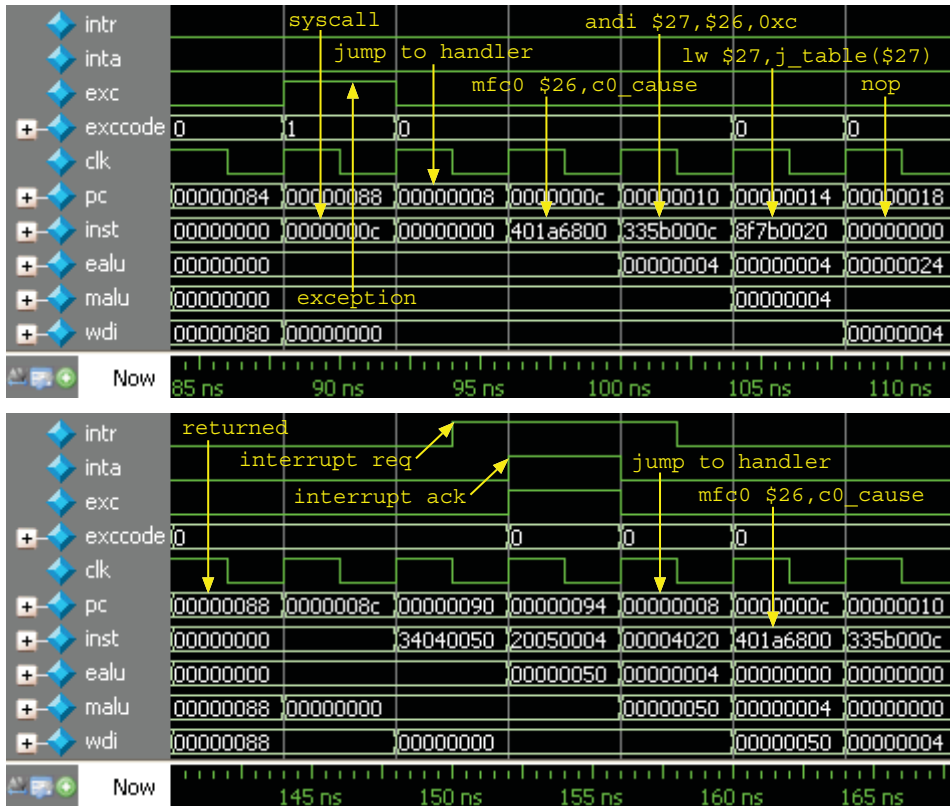 syscall andi $27,$26,0xc
intr
jump to handler lw $27,j_table($27)
inta
mfc0 $26,c0_cause nop
exc
exccode 0 1 0 0 0
clk
pc 00000084 00000088 00000008 0000000c 00000010 00000014 00000018
inst 00000000 0000000c 00000000 401a6800 335b000c 8f7b0020 00000000
ealu 00000000 00000004 00000004 00000024
malu 00000000 exception 00000004
wdi 00000080 00000000 00000004
Now
85 ns 90 ns 95 ns 100 ns 105 ns 110 ns
intr returned
inta interrupt req jump to handler
exc interrupt ack mfc0 $26,c0_cause
exccode 0 0 0 0
clk
pc 00000088 0000008c 00000090 00000094 00000008 0000000c 00000010
inst 00000000 34040050 20050004 00004020 401a6800 335b000c
ealu 00000000 00000050 00000004 00000000 00000000
malu 00000088 00000000 00000050 00000004 00000000
wdi 00000088 00000000 00000050 00000004
Now
145 ns 150 ns 155 ns 160 ns 165 ns